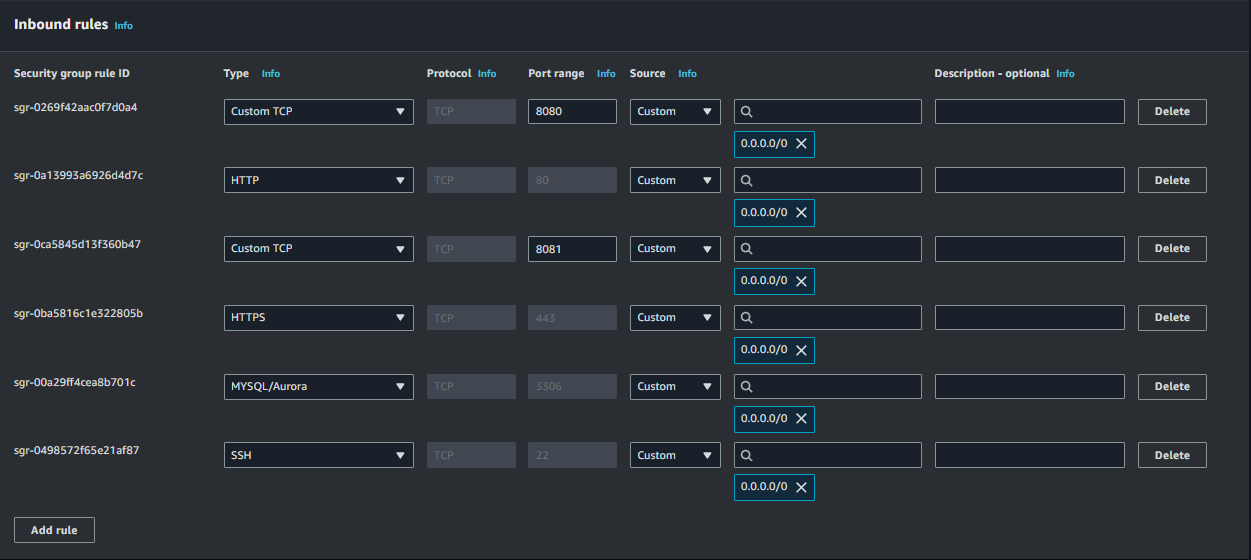 Inbound rules Info
Security group rule ID Type Info Protocol Info Port range Info Source Info Description - optional Info
sgr-0269f42aac0f7d0a4 Custom TCP TCP 8080 Custom Delete
0.0.0.0/0
sgr-0a13993a6926d4d7c HTTP TCP 80 Custom Delete
0.0.0.0/0
sgr-0ca5845d13f360b47 Custom TCP TCP 8081 Custom Delete
0.0.0.0/0
sgr-0ba5816c1e322805b HTTPS TCP 443 Custom Delete
0.0.0.0/0
sgr-00a29ff4cea8b701c MYSQL/Aurora TCP 3306 Custom Delete
0.0.0.0/0
sgr-0498572f65e21af87 SSH TCP 22 Custom Delete
0.0.0.0/0
Add rule